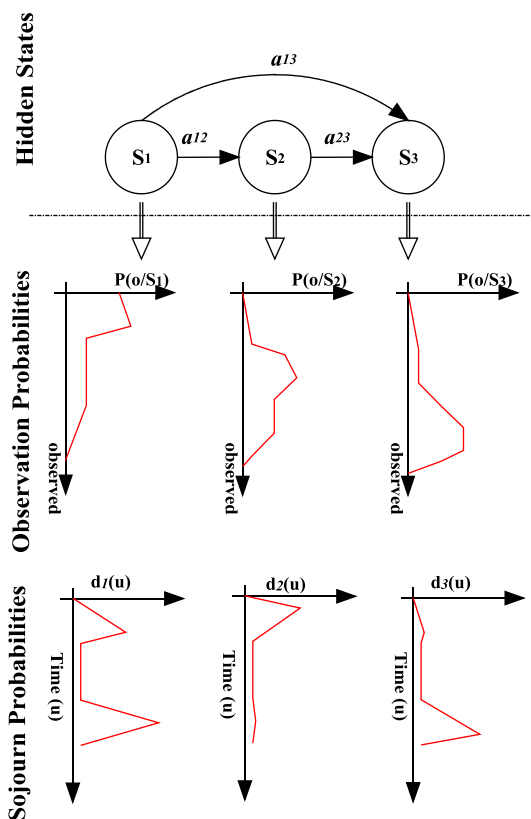 Hidden States
a13
a12
a23
S1
S2
S3
Observation Probabilities
P(o/S1)
P(o/S2)
P(o/S3)
observed
observed
observed
Sojourn Probabilities
d1(u)
d2(u)
d3(u)
Time (u)
Time (u)
Time (u)